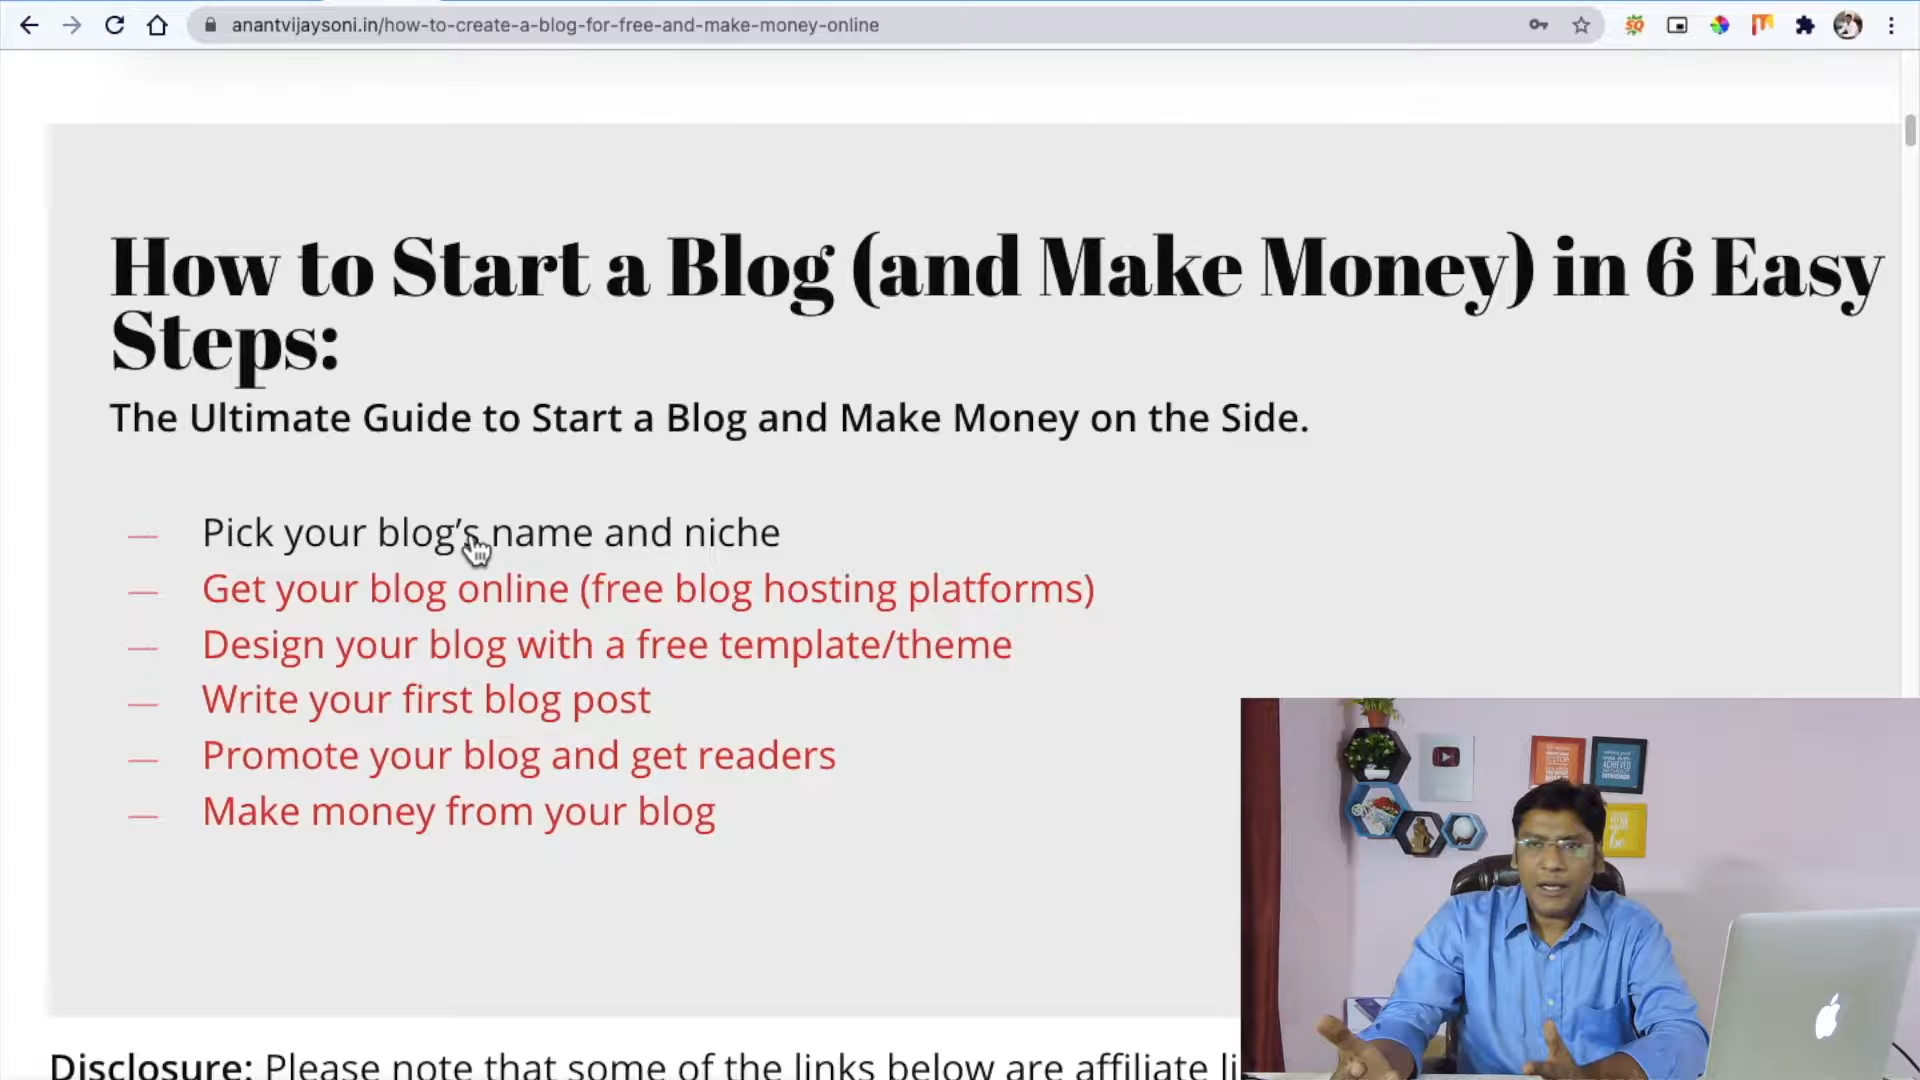 anantvijaysoni.in/how-to-create-a-blog-for-free-and-make-money-online
How to Start a Blog (and Make Money) in 6 Easy
Steps:
The Ultimate Guide to Start a Blog and Make Money on the Side.
— Pick your blog’s name and niche
— Get your blog online (free blog hosting platforms)
— Design your blog with a free template/theme
— Write your first blog post
— Promote your blog and get readers
— Make money from your blog
Disclosure: Please note that some of the links below are affiliate li